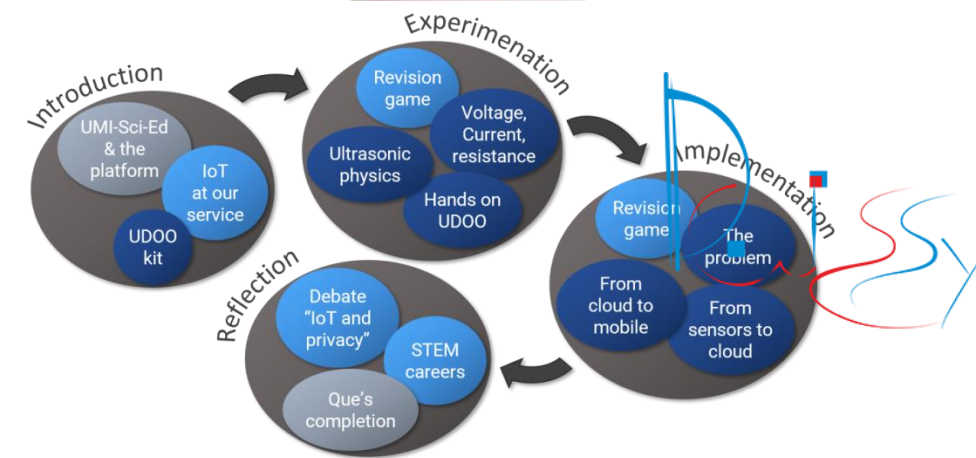 Introduction
UMI-Sci-Ed
& the
platform
IoT
at our
service
UDOO
kit
Experimenation
Revision
game
Voltage,
Current,
resistance
Ultrasonic
physics
Hands on
UDOO
Implementation
Revision
game
The
problem
From
cloud to
mobile
From
sensors to
cloud
Reflection
Debate
“IoT and
privacy”
STEM
careers
Que’s
completion